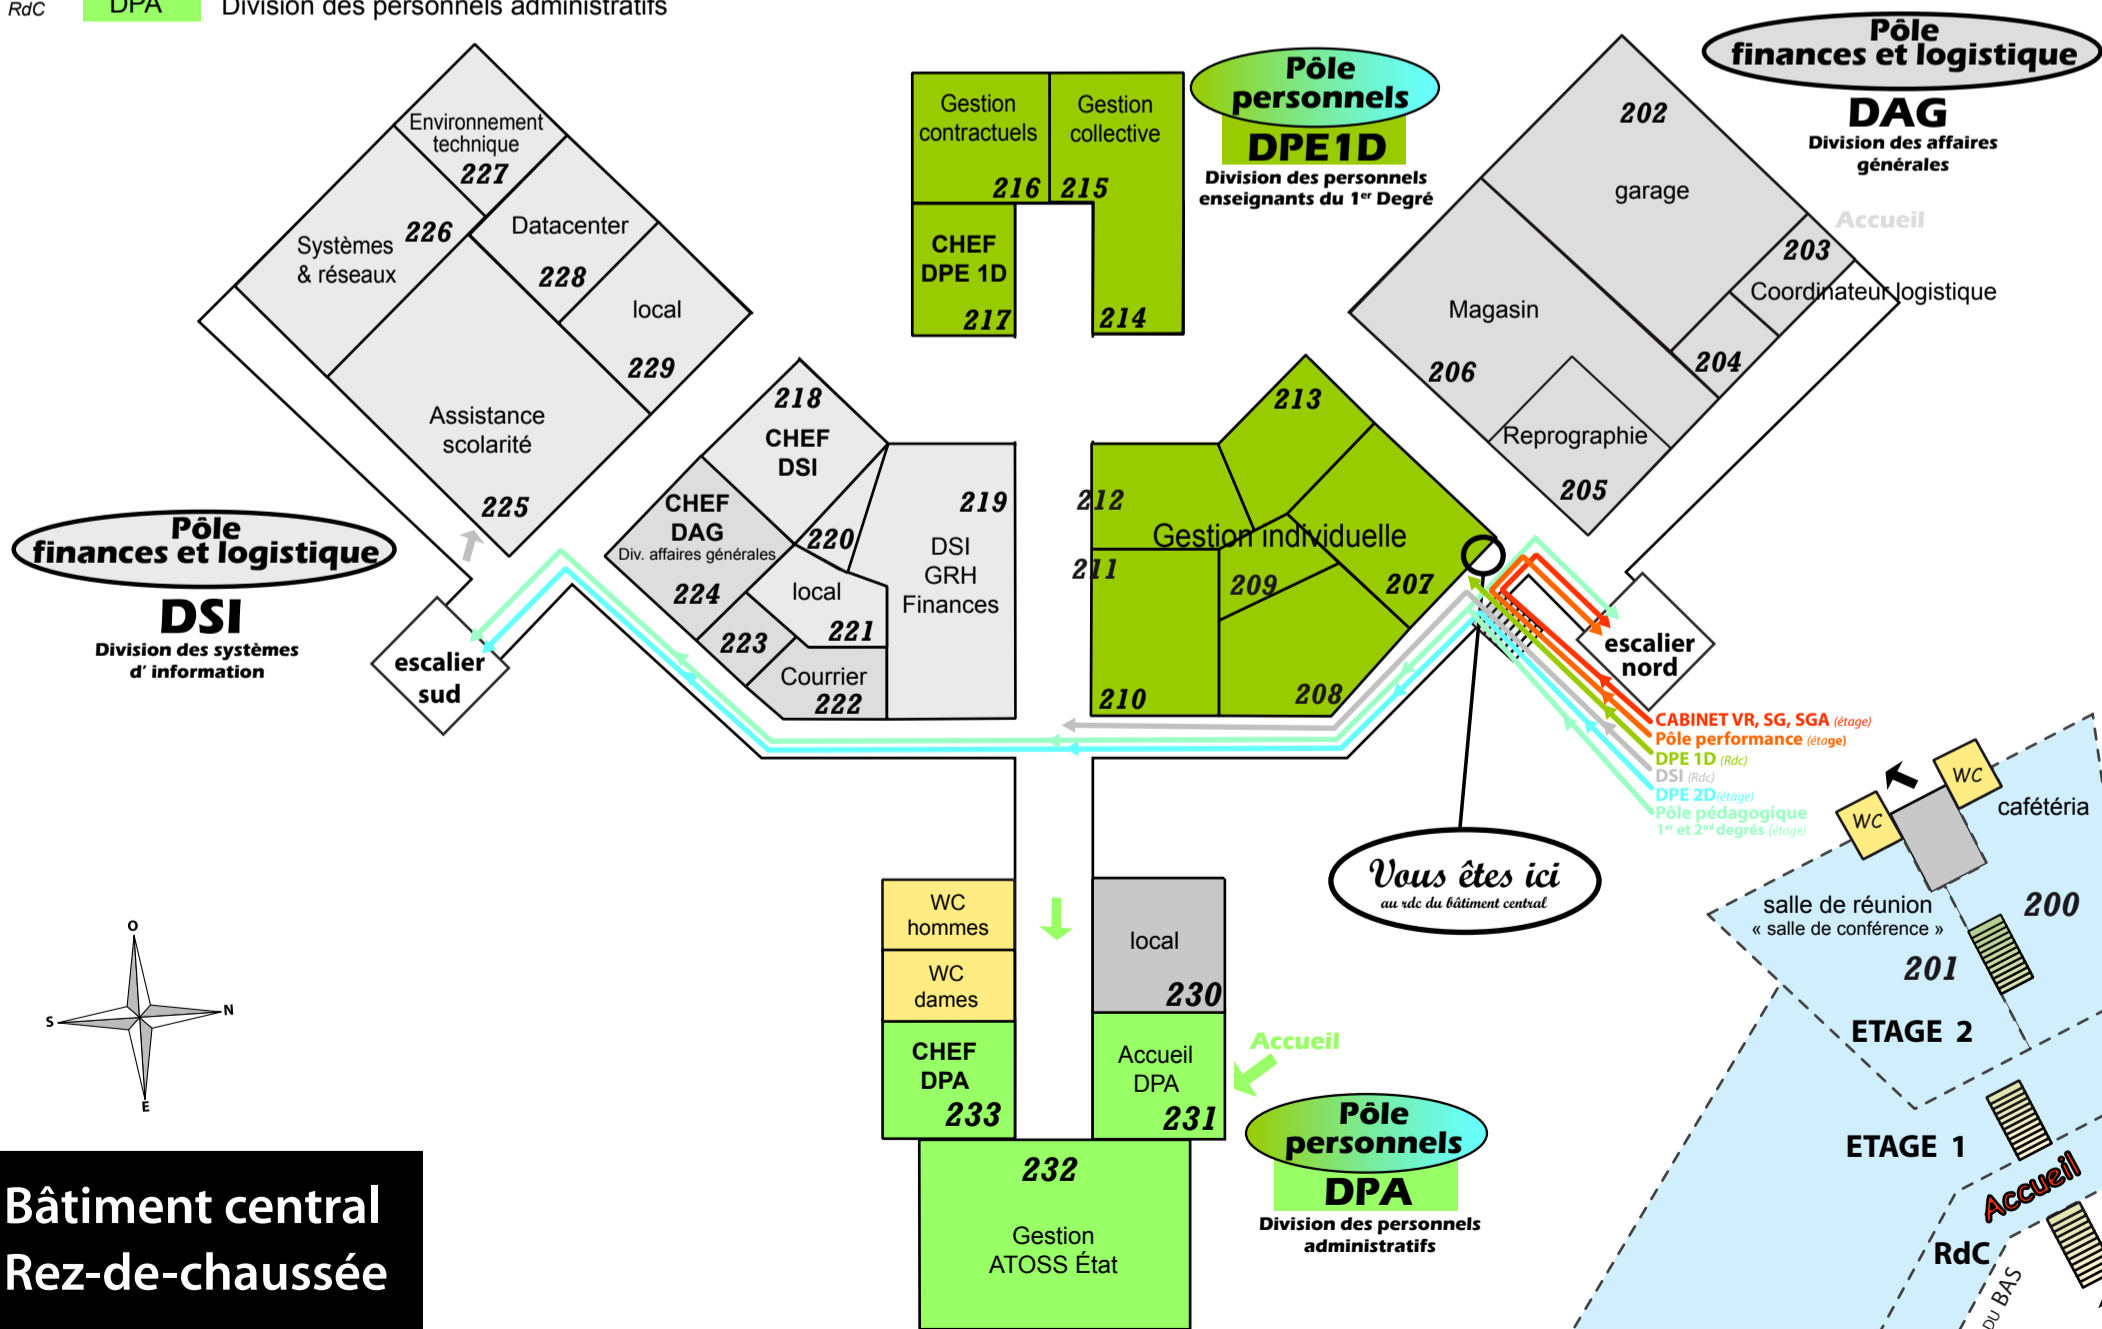 RdC DPA Division des personnels administratifs
Pôle
finances et logistique
DAG
Division des affaires
générales
Accueil
202
garage
203
Coordinateur logistique
204
Magasin
206
Reprographie
205
Pôle
personnels
DPE1D
Division des personnels
enseignants du 1er Degré
Gestion
contractuels
216
Gestion
collective
215
CHEF
DPE 1D
217
214
Environnement
technique
227
Systèmes
& réseaux
226
Datacenter
228
local
229
Assistance
scolarité
225
Pôle
finances et logistique
DSI
Division des systèmes
d' information
escalier
sud
218
CHEF
DSI
CHEF
DAG
Div. affaires générales
224
220
219
DSI
GRH
Finances
local
221
223
Courrier
222
213
212
Gestion individuelle
211
209
207
210
208
escalier
nord
CABINET VR, SG, SGA (étage)
Pôle performance (étage)
DPE 1D (Rdc)
DSI (Rdc)
DPE 2D (étage)
Pôle pédagogique
1er et 2nd degrés (étage)
Vous êtes ici
au rdc du bâtiment central
WC
hommes
WC
dames
CHEF
DPA
233
local
230
Accueil
DPA
231
Accueil
Pôle
personnels
DPA
Division des personnels
administratifs
232
Gestion
ATOSS État
O
S
N
E
Bâtiment central
Rez-de-chaussée
WC
WC
cafétéria
200
salle de réunion
« salle de conférence »
201
ETAGE 2
ETAGE 1
Accueil
RdC
DU BAS